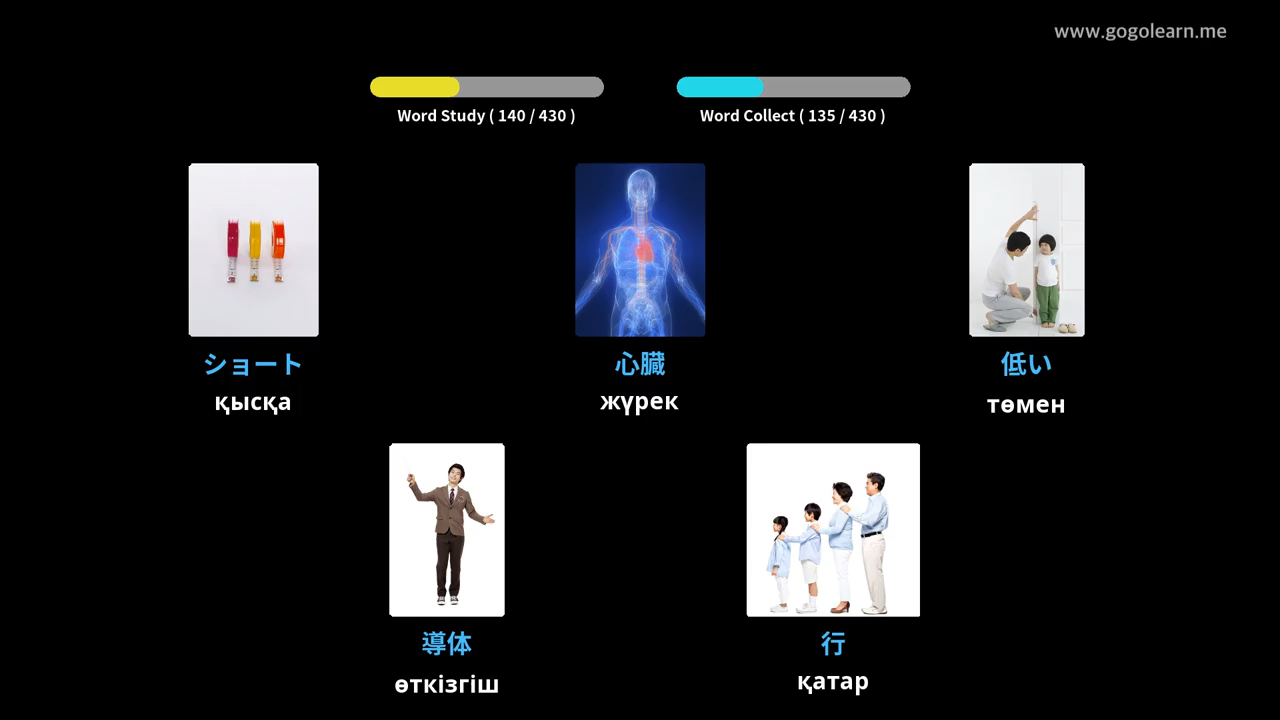 www.gogolearn.me
Word Study ( 140 / 430 )
Word Collect ( 135 / 430 )
ショート
қысқа
心臓
жүрек
低い
төмен
導体
өткізгіш
行
қатар